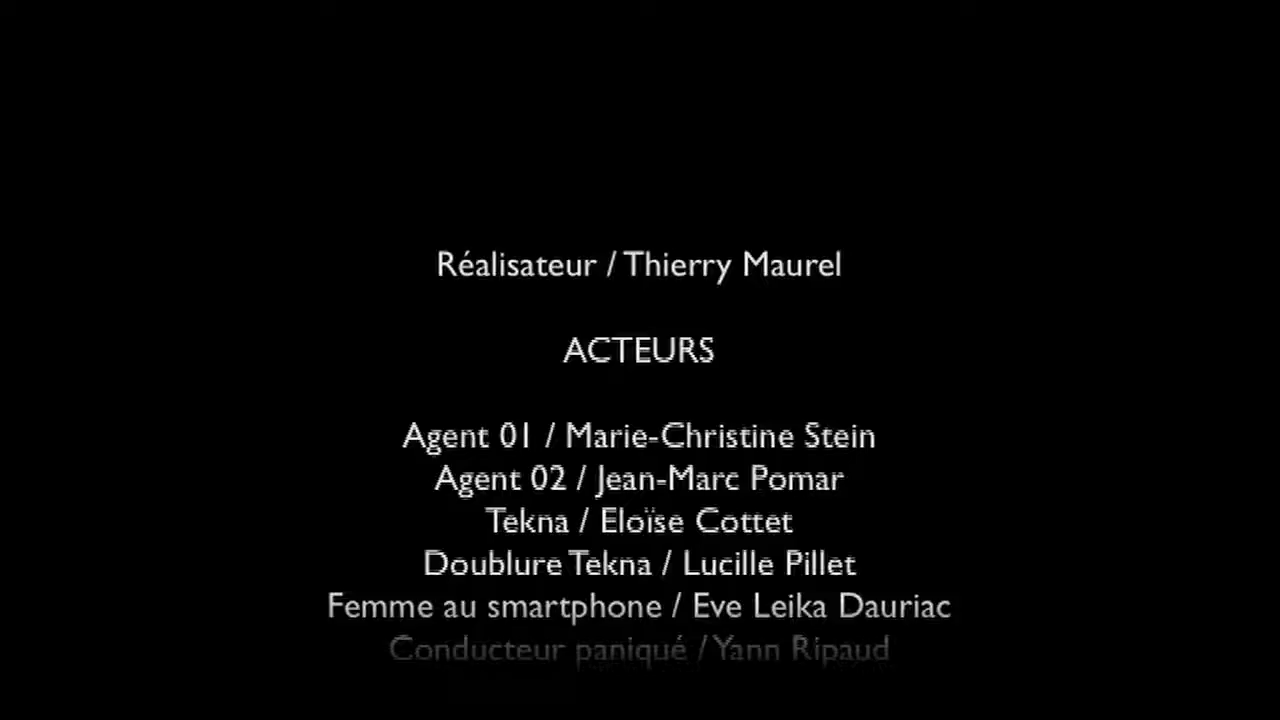 Réalisateur / Thierry Maurel
ACTEURS
Agent 01 / Marie-Christine Stein
Agent 02 / Jean-Marc Pomar
Tekna / Eloïse Cottet
Doublure Tekna / Lucille Pillet
Femme au smartphone / Eve Leika Dauriac
Conducteur paniqué / Yann Ripaud